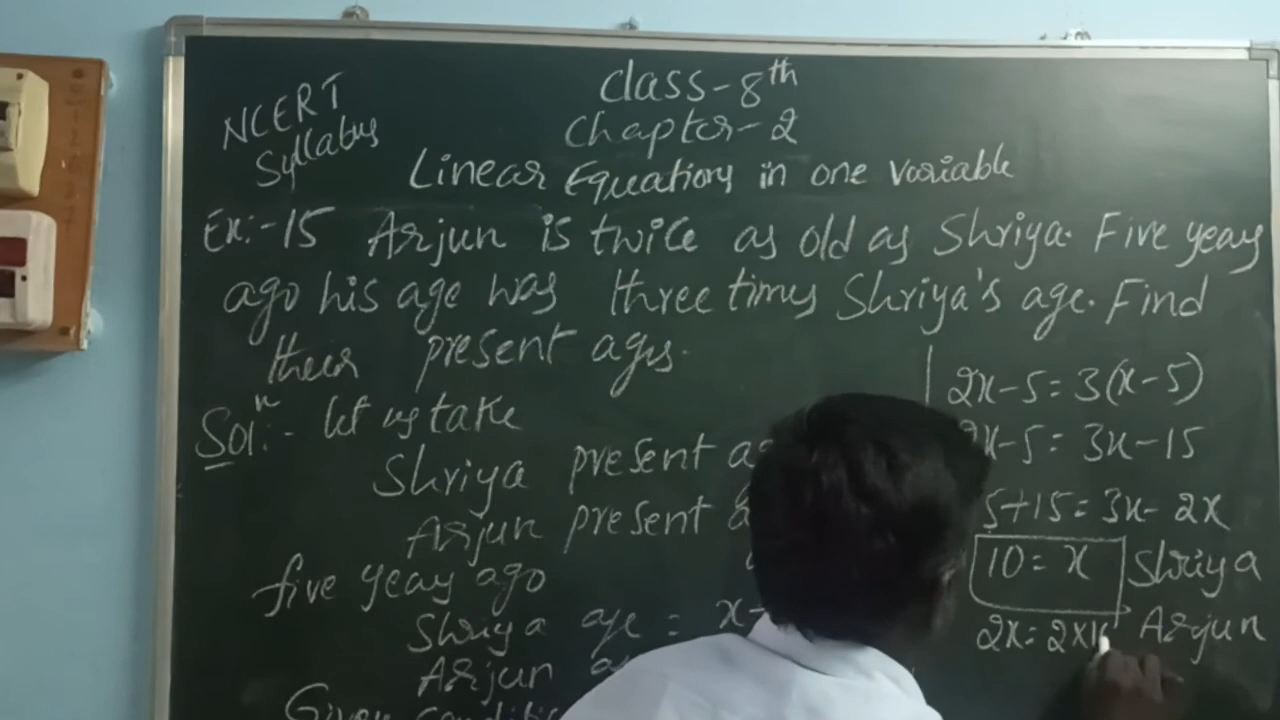 NCERT
Syllabus
Class-8th
Chapter-2
Linear Equations in one variable
Ex:-15 Arjun is twice as old as Shriya. Five years
ago his age was three times Shriya's age. Find
their present ages.
Soln:- let us take
Shriya present
Arjun present
five years ago
Shriya age = x-
Arjun
Given
2x-5=3(x-5)
x-5=3x-15
5+15=3x-2x
10=x Shriya
2x=2x1 Arjun